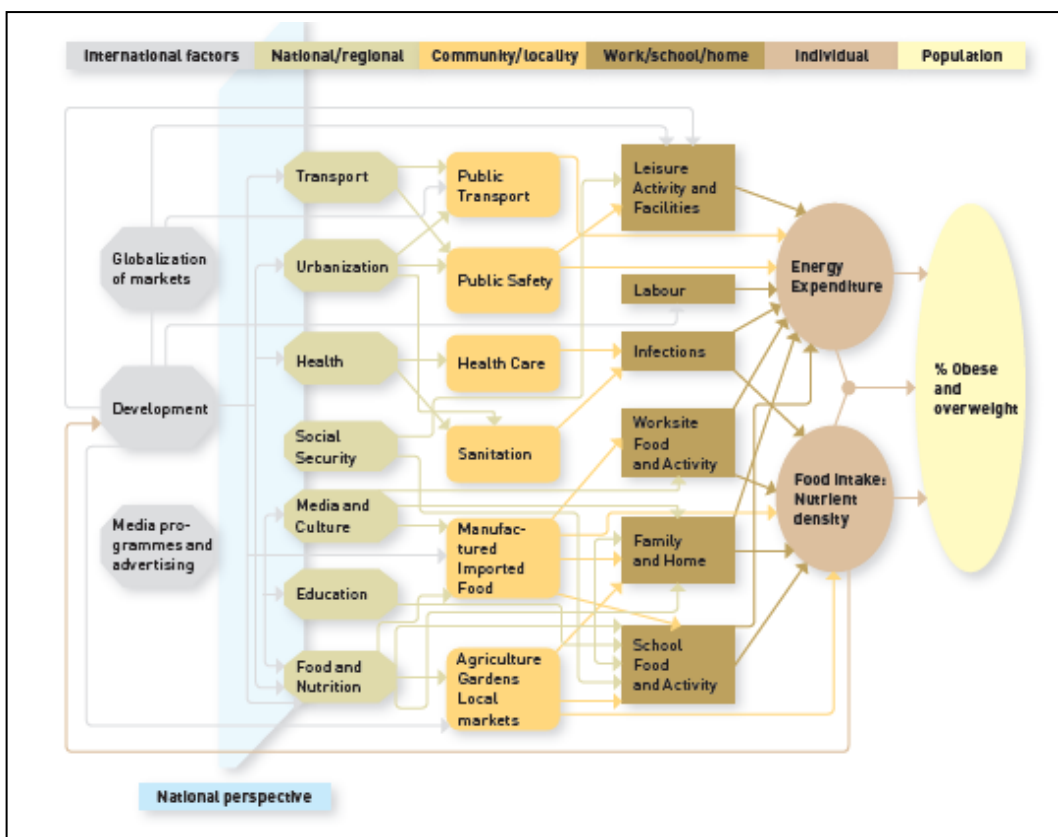 International factors
National/regional
Community/locality
Work/school/home
Individual
Population
Globalization
of markets
Development
Media pro-
grammes and
advertising
Transport
Urbanization
Health
Social
Security
Media and
Culture
Education
Food and
Nutrition
Public
Transport
Public Safety
Health Care
Sanitation
Manufac-
tured
Imported
Food
Agriculture
Gardens
Local
markets
Leisure
Activity and
Facilities
Labour
Infections
Worksite
Food
and Activity
Family
and Home
School
Food
and Activity
Energy
Expenditure
Food intake:
Nutrient
density
% Obese
and
overweight
National perspective